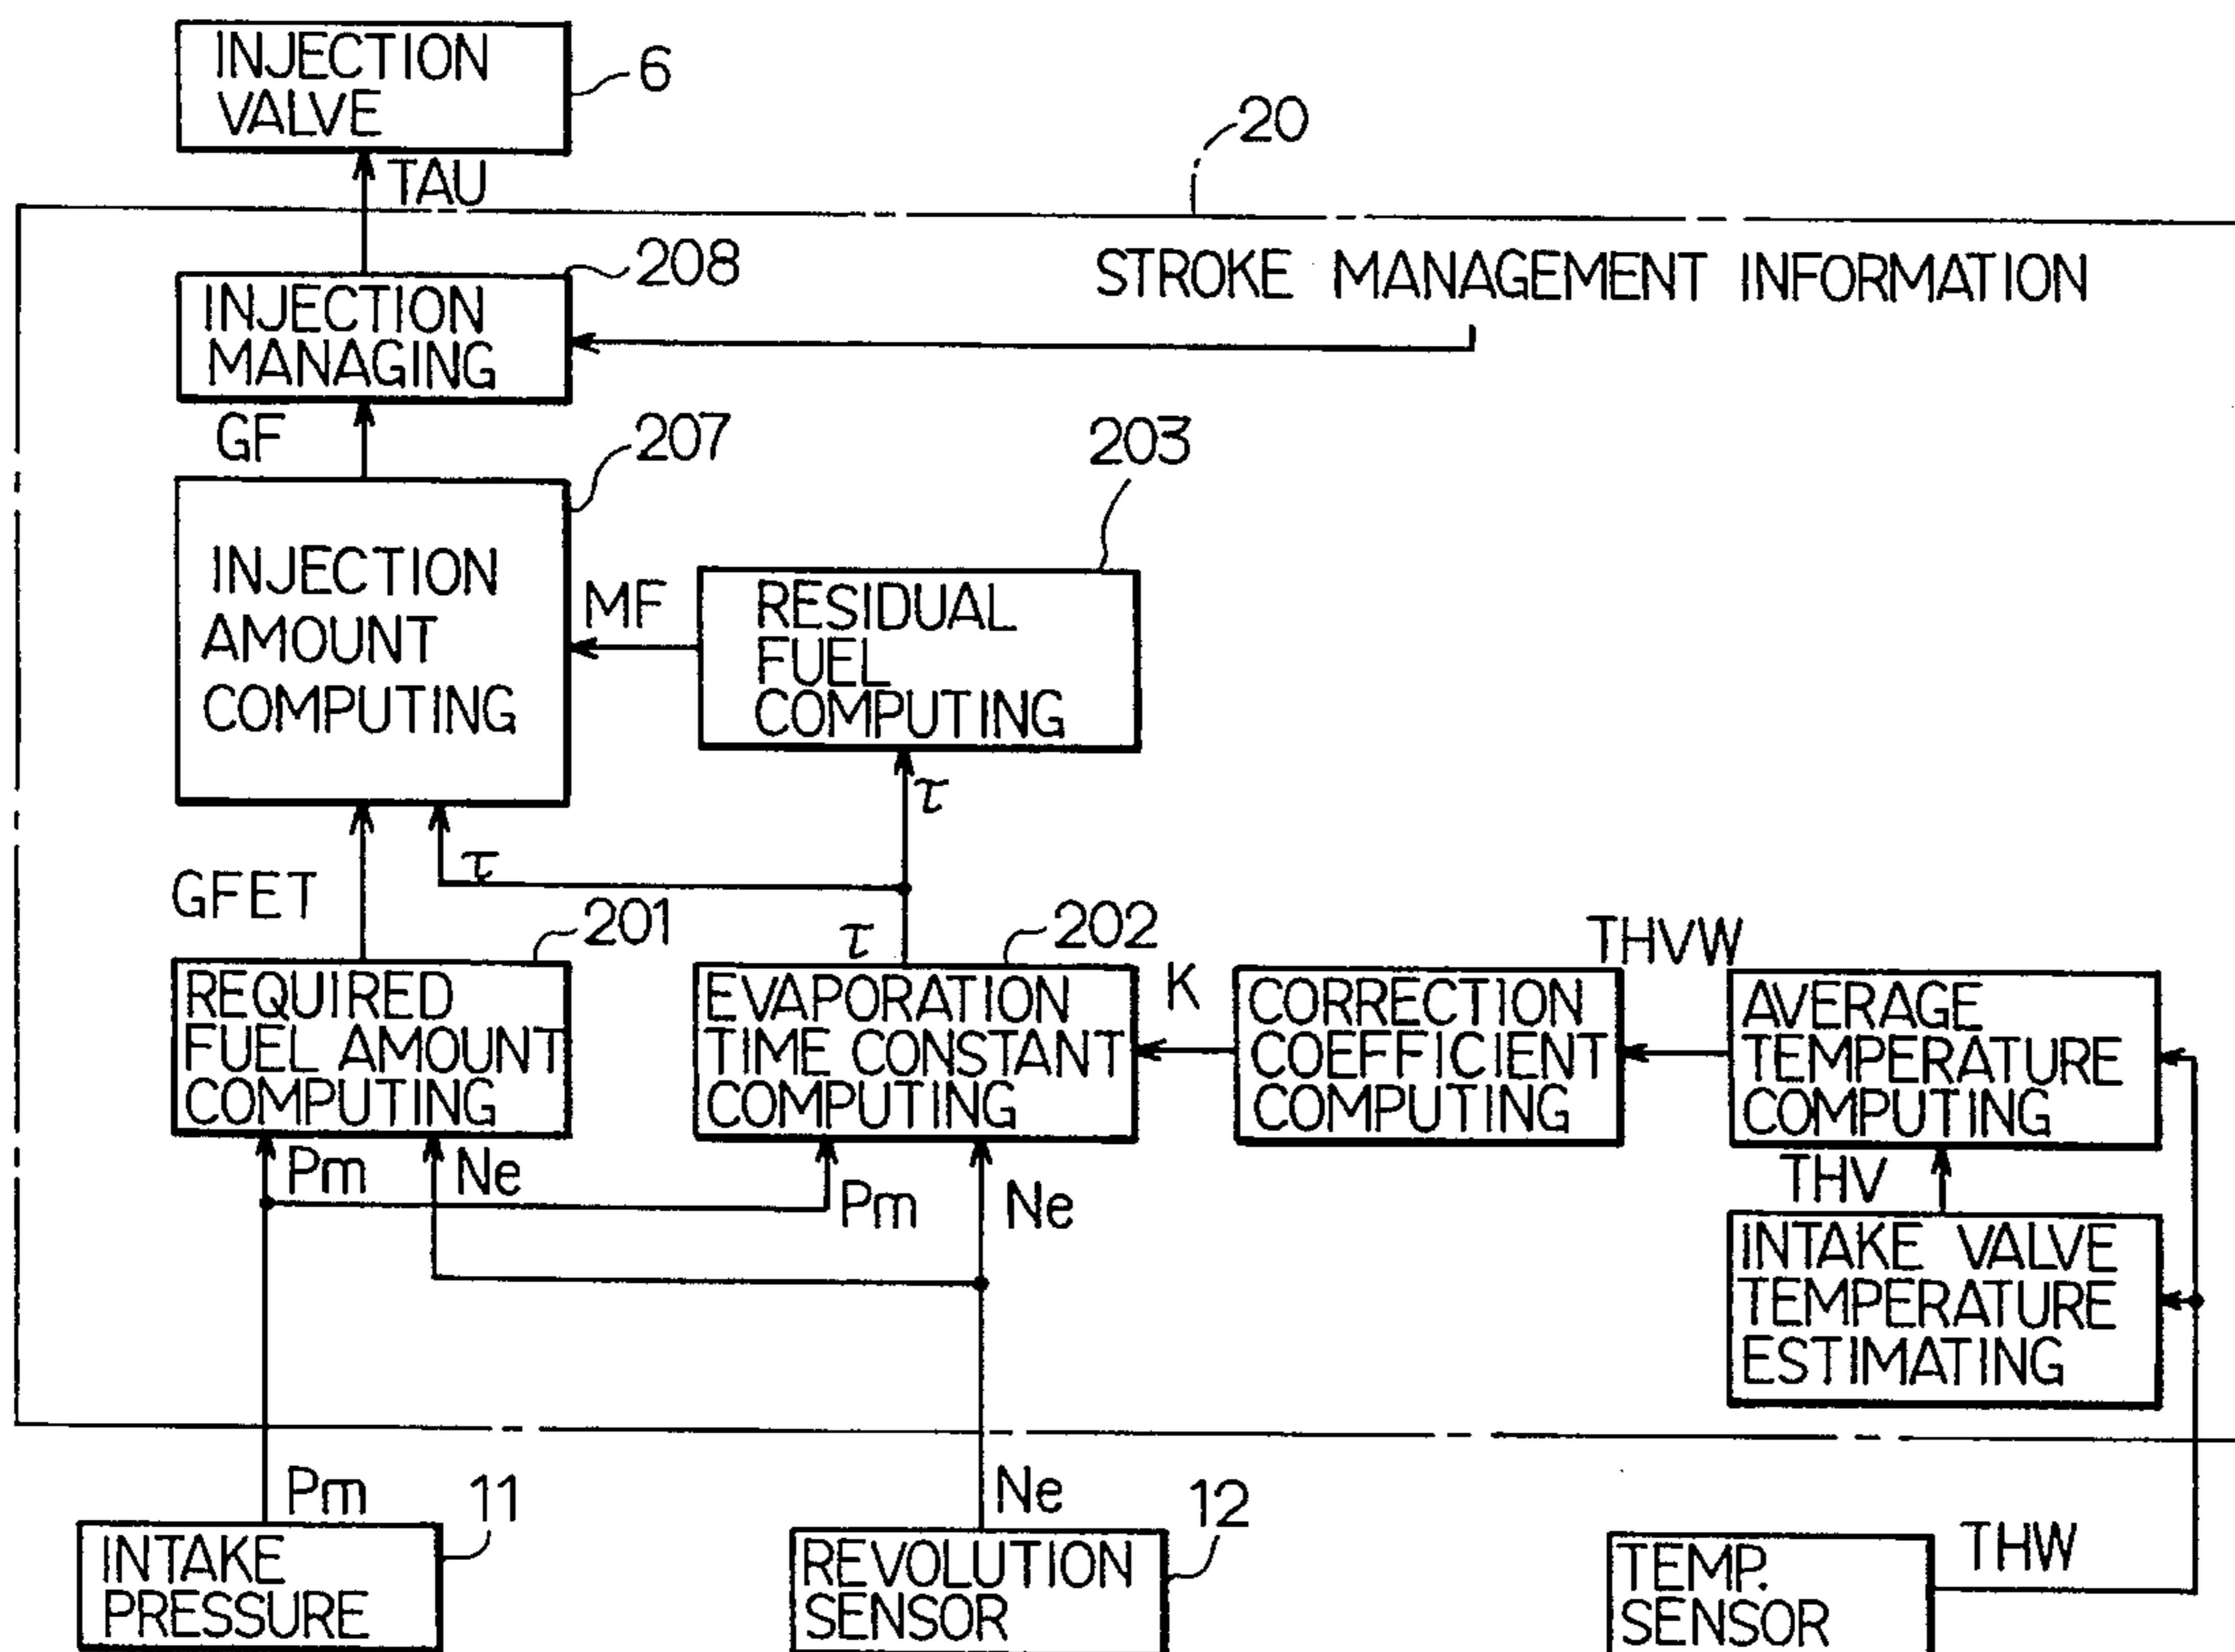 INJECTION
VALVE
6
20
TAU
208
STROKE MANAGEMENT INFORMATION
INJECTION
MANAGING
GF
207
203
INJECTION
AMOUNT
COMPUTING
MF
RESIDUAL
FUEL
COMPUTING
τ
τ
GFET
201
τ
202
THVW
REQUIRED
FUEL AMOUNT
COMPUTING
EVAPORATION
TIME CONSTANT
COMPUTING
K
CORRECTION
COEFFICIENT
COMPUTING
AVERAGE
TEMPERATURE
COMPUTING
Pm
Ne
Pm
Ne
THV
INTAKE VALVE
TEMPERATURE
ESTIMATING
Pm
11
Ne
12
THW
INTAKE
PRESSURE
REVOLUTION
SENSOR
TEMP.
SENSOR